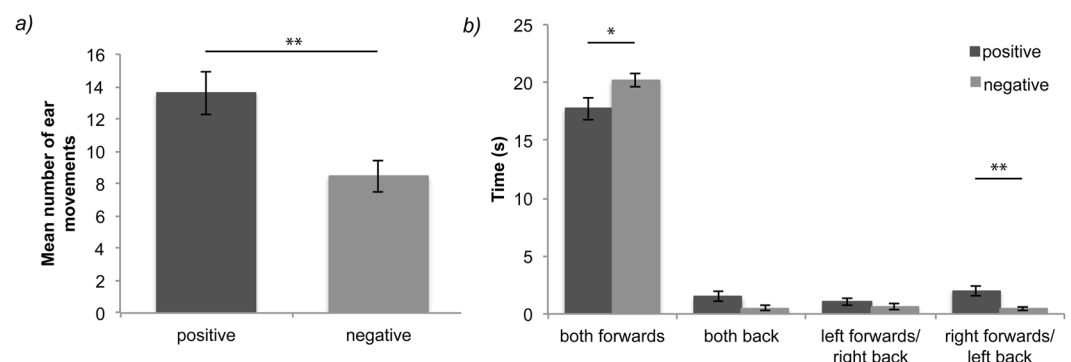 a)
**
16
14
12
10
8
6
4
2
0
Mean number of ear
movements
positive
negative
b)
25
20
15
10
5
0
Time (s)
*
**
positive
negative
both forwards
both back
left forwards/
right back
right forwards/
left back